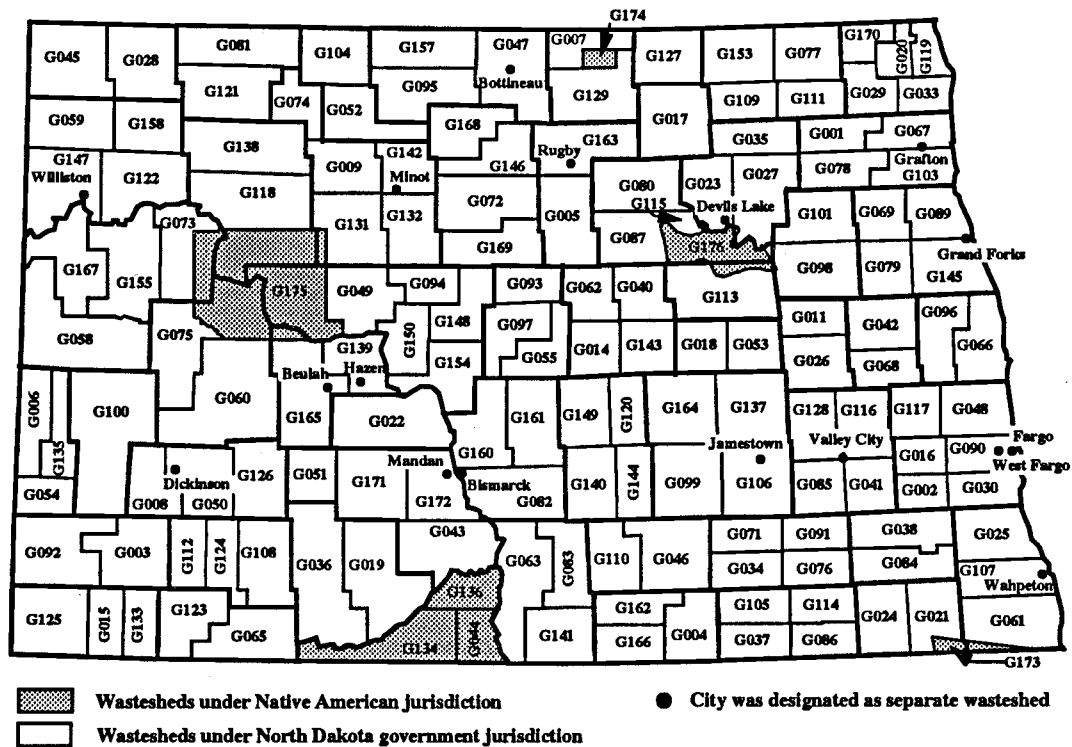 G174
G045
G028
G081
G104
G157
G047
G007
G127
G153
G077
G170
G020
G119
Bottineau
G121
G074
G052
G095
G129
G109
G111
G029
G033
G059
G158
G168
G017
G138
G163
G035
G001
G067
G147
G122
G009
G142
G146
Rugby
G078
Grafton
G103
Williston
G118
Minot
G080
G023
G027
G073
G131
G132
G072
G005
G115
Devils Lake
G101
G069
G089
G167
G155
G169
G087
G176
Grand Forks
G098
G079
G145
G175
G049
G094
G093
G062
G040
G113
G058
G075
G150
G148
G097
G011
G042
G096
G066
G139
G154
G055
G014
G143
G018
G053
G026
G068
Beulah
Hazen
G006
G100
G060
G165
G022
G161
G149
G120
G164
G137
G128
G116
G117
G048
G135
G160
Jamestown
Valley City
G016
G090
Fargo
West Fargo
G054
Dickinson
G126
G051
Mandan
Bismarck
G008
G050
G171
G172
G082
G140
G144
G099
G106
G085
G041
G002
G030
G092
G003
G112
G124
G108
G036
G019
G043
G063
G083
G110
G046
G071
G091
G038
G025
G034
G076
G084
G107
Wahpeton
G125
G015
G133
G123
G065
G136
G134
G044
G141
G162
G166
G004
G105
G114
G037
G086
G024
G021
G061
G173
Wastesheds under Native American jurisdiction
City was designated as separate wasteshed
Wastesheds under North Dakota government jurisdiction